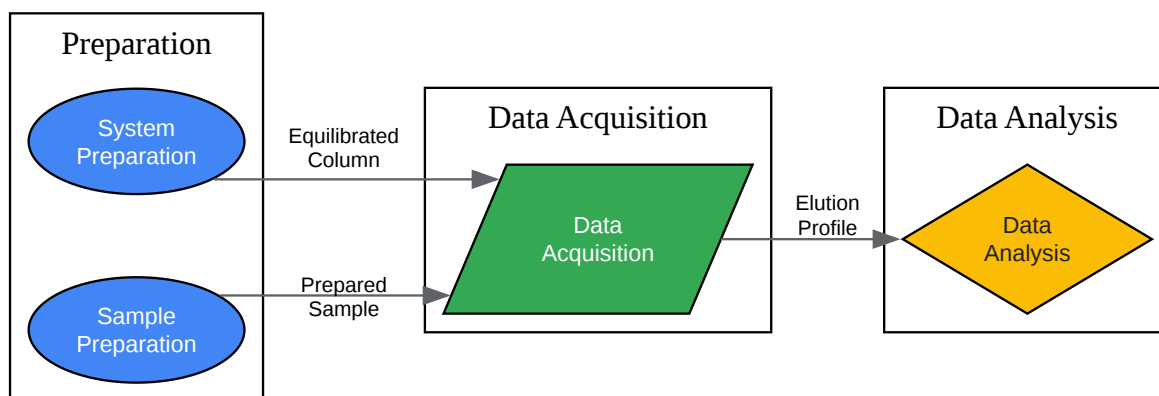 Preparation
System
Preparation
Sample
Preparation
Equilibrated
Column
Prepared
Sample
Data Acquisition
Data
Acquisition
Elution
Profile
Data Analysis
Data
Analysis